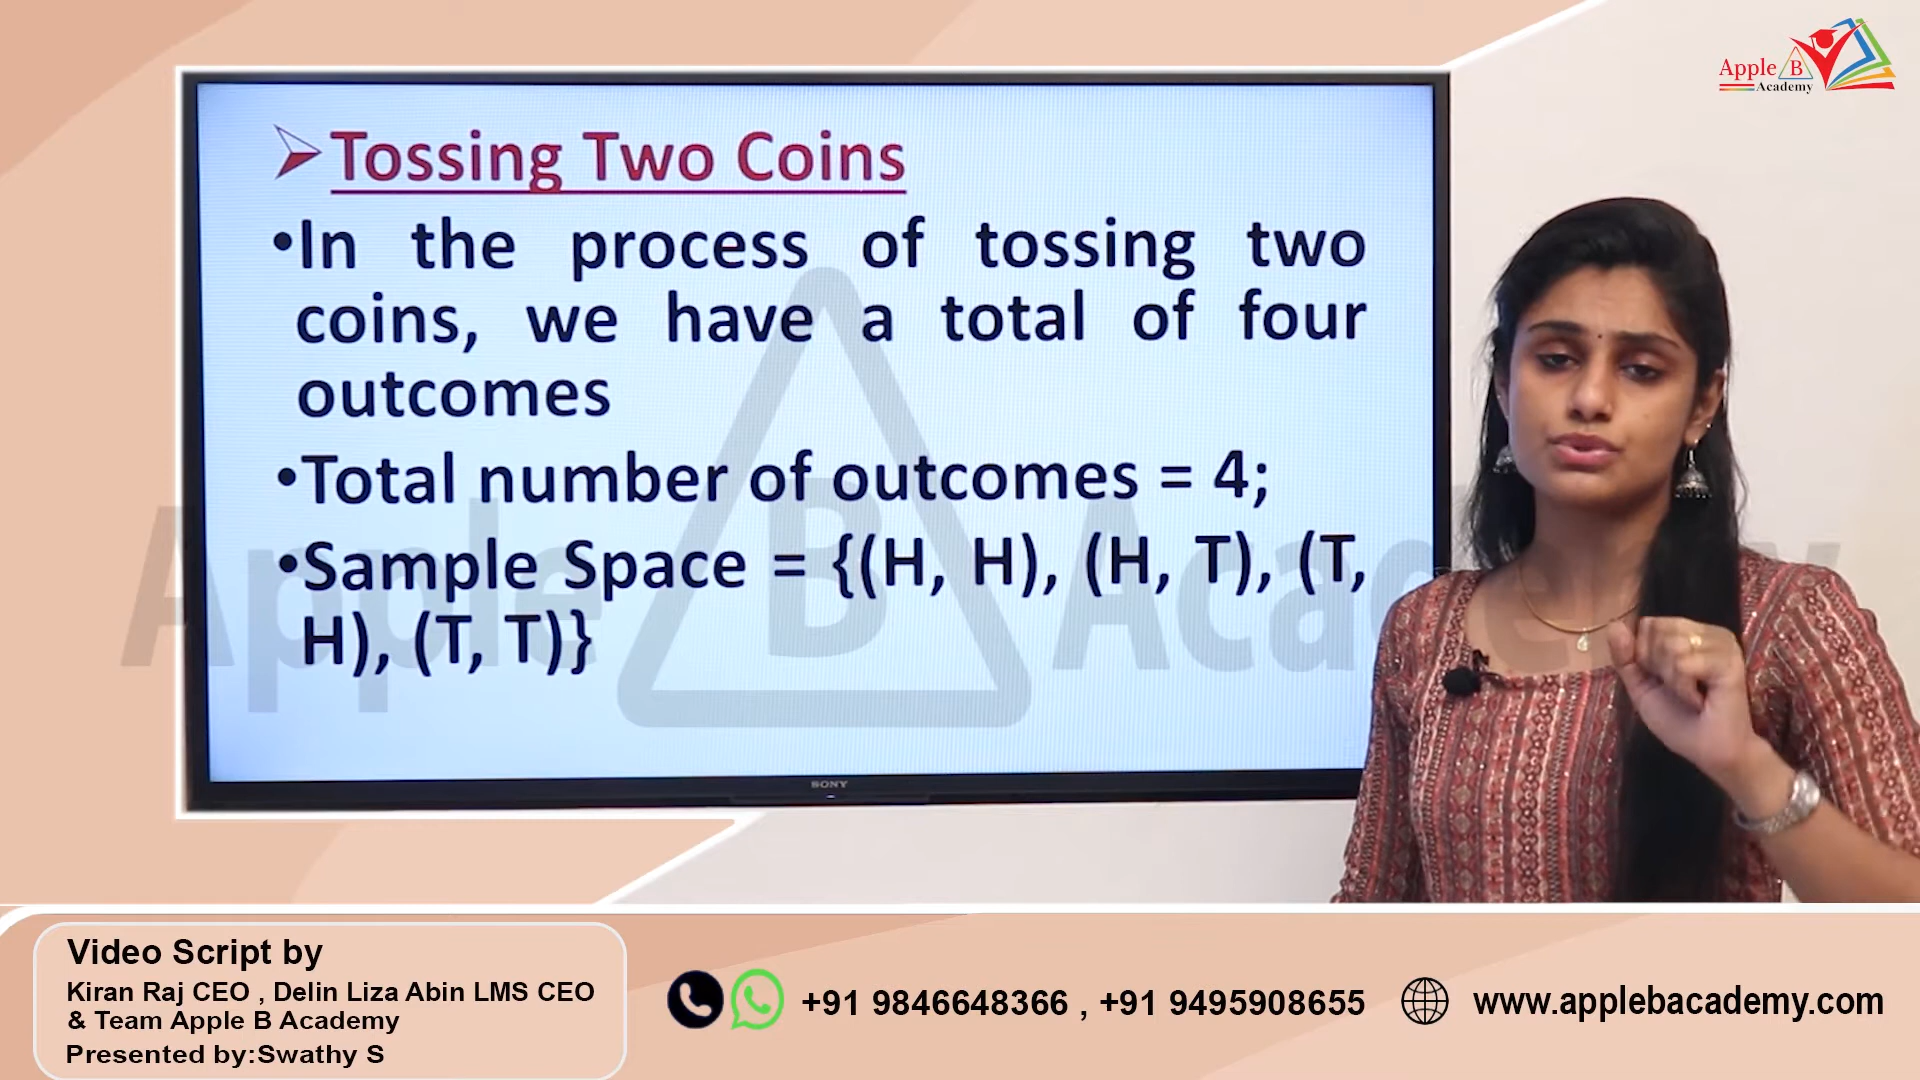 Apple B
Academy
Tossing Two Coins
•In the process of tossing two
coins, we have a total of four
outcomes
•Total number of outcomes = 4;
•Sample Space = {(H, H), (H, T), (T,
H), (T, T)}
Apple B Academy
SONY
Video Script by
Kiran Raj CEO , Delin Liza Abin LMS CEO
& Team Apple B Academy
Presented by:Swathy S
+91 9846648366 , +91 9495908655
www.applebacademy.com